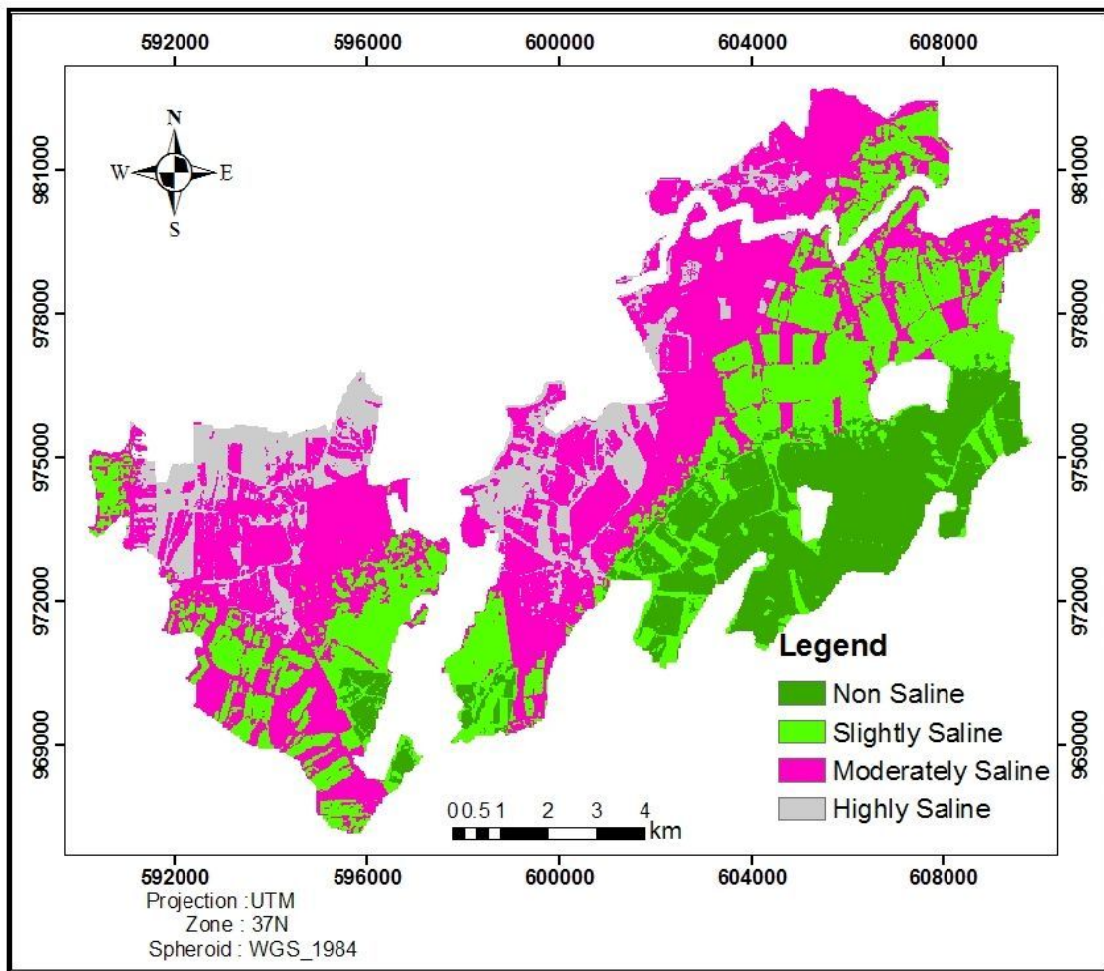 592000 596000 600000 604000 608000
N
W E
S
981000 981000
978000 978000
975000 975000
972000 972000
969000 969000
Legend
Non Saline
Slightly Saline
Moderately Saline
Highly Saline
0 0.5 1 2 3 4
km
592000 596000 600000 604000 608000
Projection :UTM
Zone : 37N
Spheroid : WGS_1984